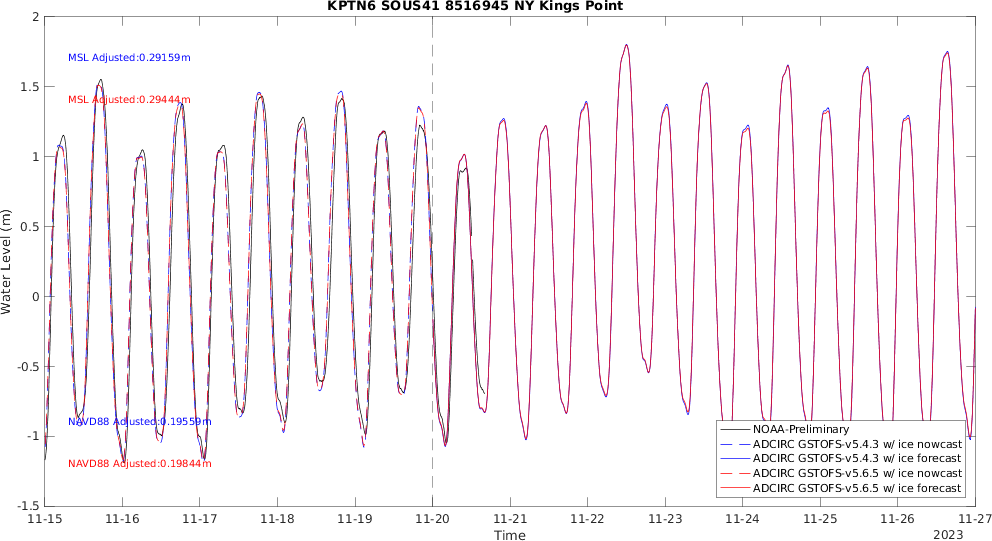 KPTN6 SOUS41 8516945 NY Kings Point
2
MSL Adjusted:0.29159m
1.5
MSL Adjusted:0.29444m
1
0.5
Water Level (m)
0
-0.5
NAVD88 Adjusted:0.19559m
-1
NAVD88 Adjusted:0.19844m
-1.5
NOAA-Preliminary
ADCIRC GSTOFS-v5.4.3 w/ ice nowcast
ADCIRC GSTOFS-v5.4.3 w/ ice forecast
ADCIRC GSTOFS-v5.6.5 w/ ice nowcast
ADCIRC GSTOFS-v5.6.5 w/ ice forecast
11-15 11-16 11-17 11-18 11-19 11-20 11-21 11-22 11-23 11-24 11-25 11-26 11-27
Time
2023